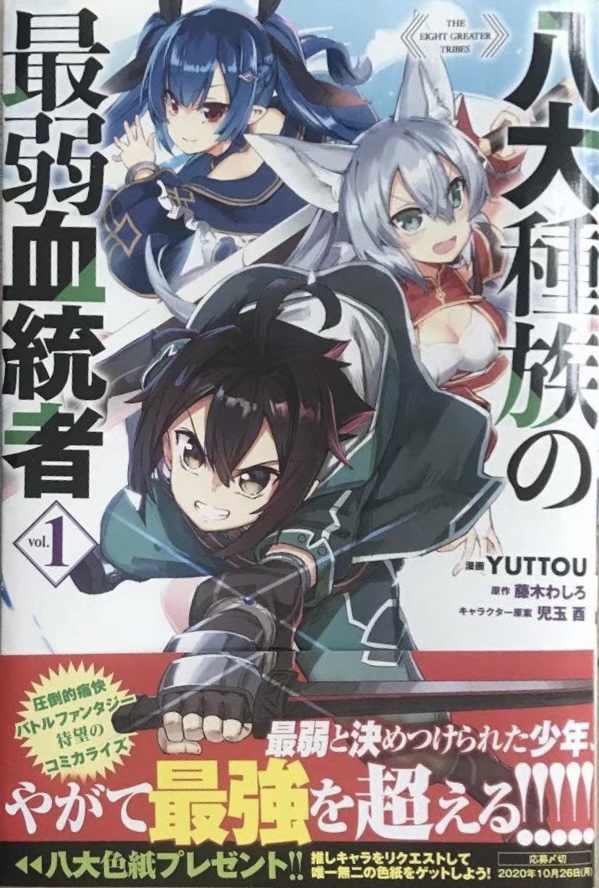 八大種族の
最弱血統者
THE
EIGHT GREATER
TRIBES
vol.1
漫画 YUTTOU
原作 藤木わしろ
キャラクター原案 児玉 酉
圧倒的痛快
バトルファンタジー
待望の
コミカライズ
最弱と決めつけられた少年、
やがて最強を超える!!!!!
◀◀八大色紙プレゼント!!
推しキャラをリクエストして
唯一無二の色紙をゲットしよう!
応募〆切
2020年10月26日(月)